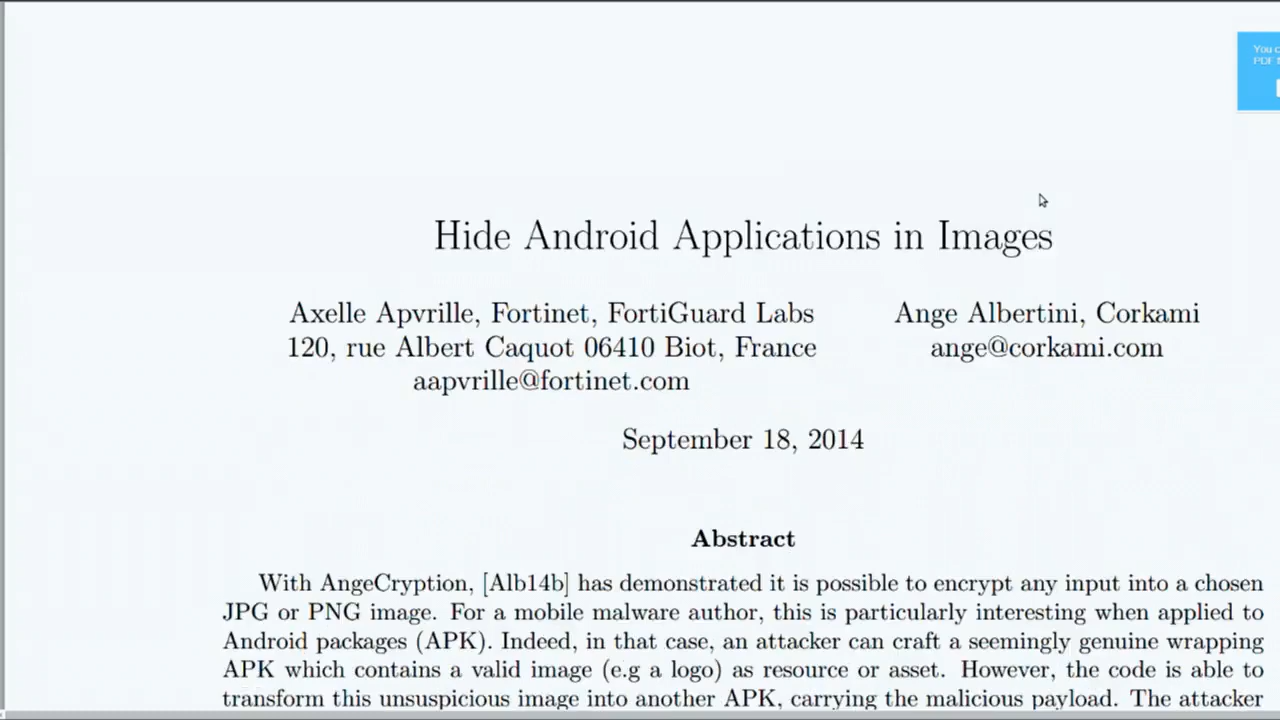 You c
PDF
Hide Android Applications in Images
Axelle Apvrille, Fortinet, FortiGuard Labs
120, rue Albert Caquot 06410 Biot, France
aapvrille@fortinet.com
Ange Albertini, Corkami
ange@corkami.com
September 18, 2014
Abstract
With AngeCryption, [Alb14b] has demonstrated it is possible to encrypt any input into a chosen
JPG or PNG image. For a mobile malware author, this is particularly interesting when applied to
Android packages (APK). Indeed, in that case, an attacker can craft a seemingly genuine wrapping
APK which contains a valid image (e.g a logo) as resource or asset. However, the code is able to
transform this unsuspicious image into another APK, carrying the malicious payload. The attacker